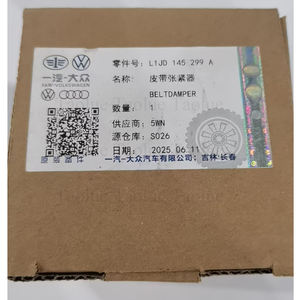 一汽-大众
FAW-VOLKSWAGEN
零件号: L1JD 145 299 A
名称: 皮带张紧器
BELTDAMPER
数量: 1
供应商: 5WN
源仓库: S026
日期: 2025.06.11
一汽-大众汽车有限公司; 吉林·长春